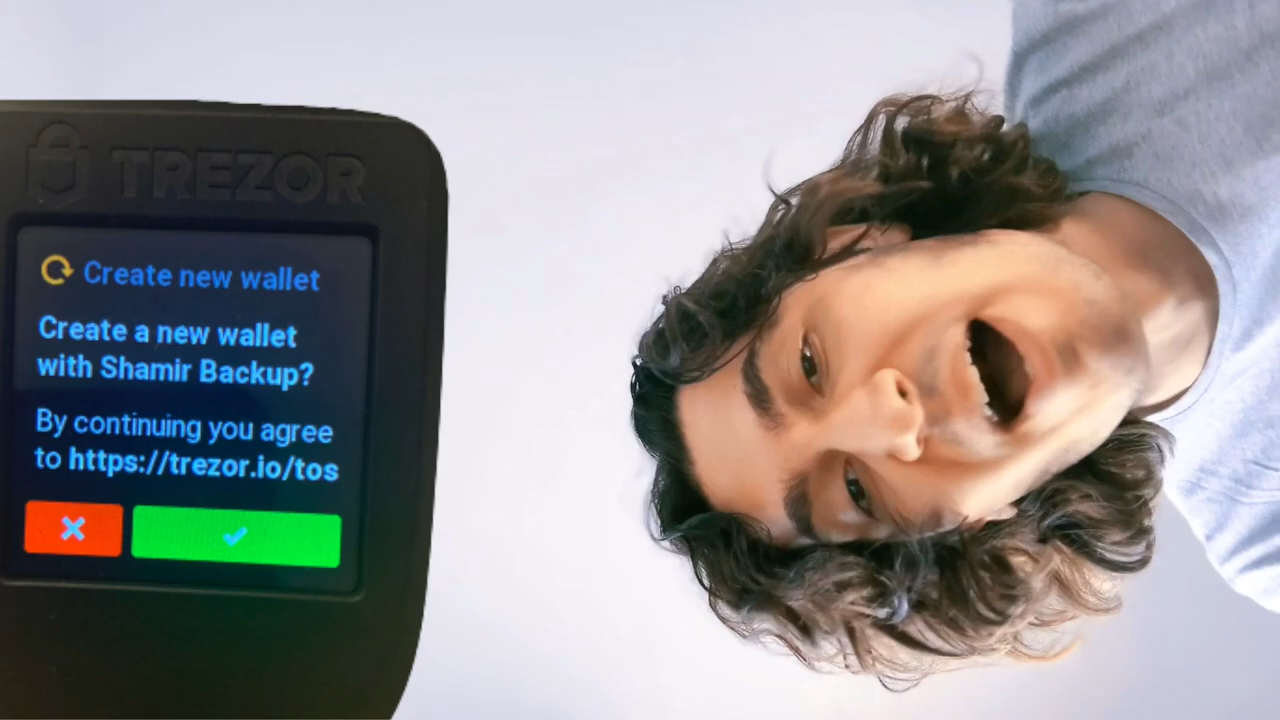 TREZOR
Create new wallet
Create a new wallet
with Shamir Backup?
By continuing you agree
to https://trezor.io/tos